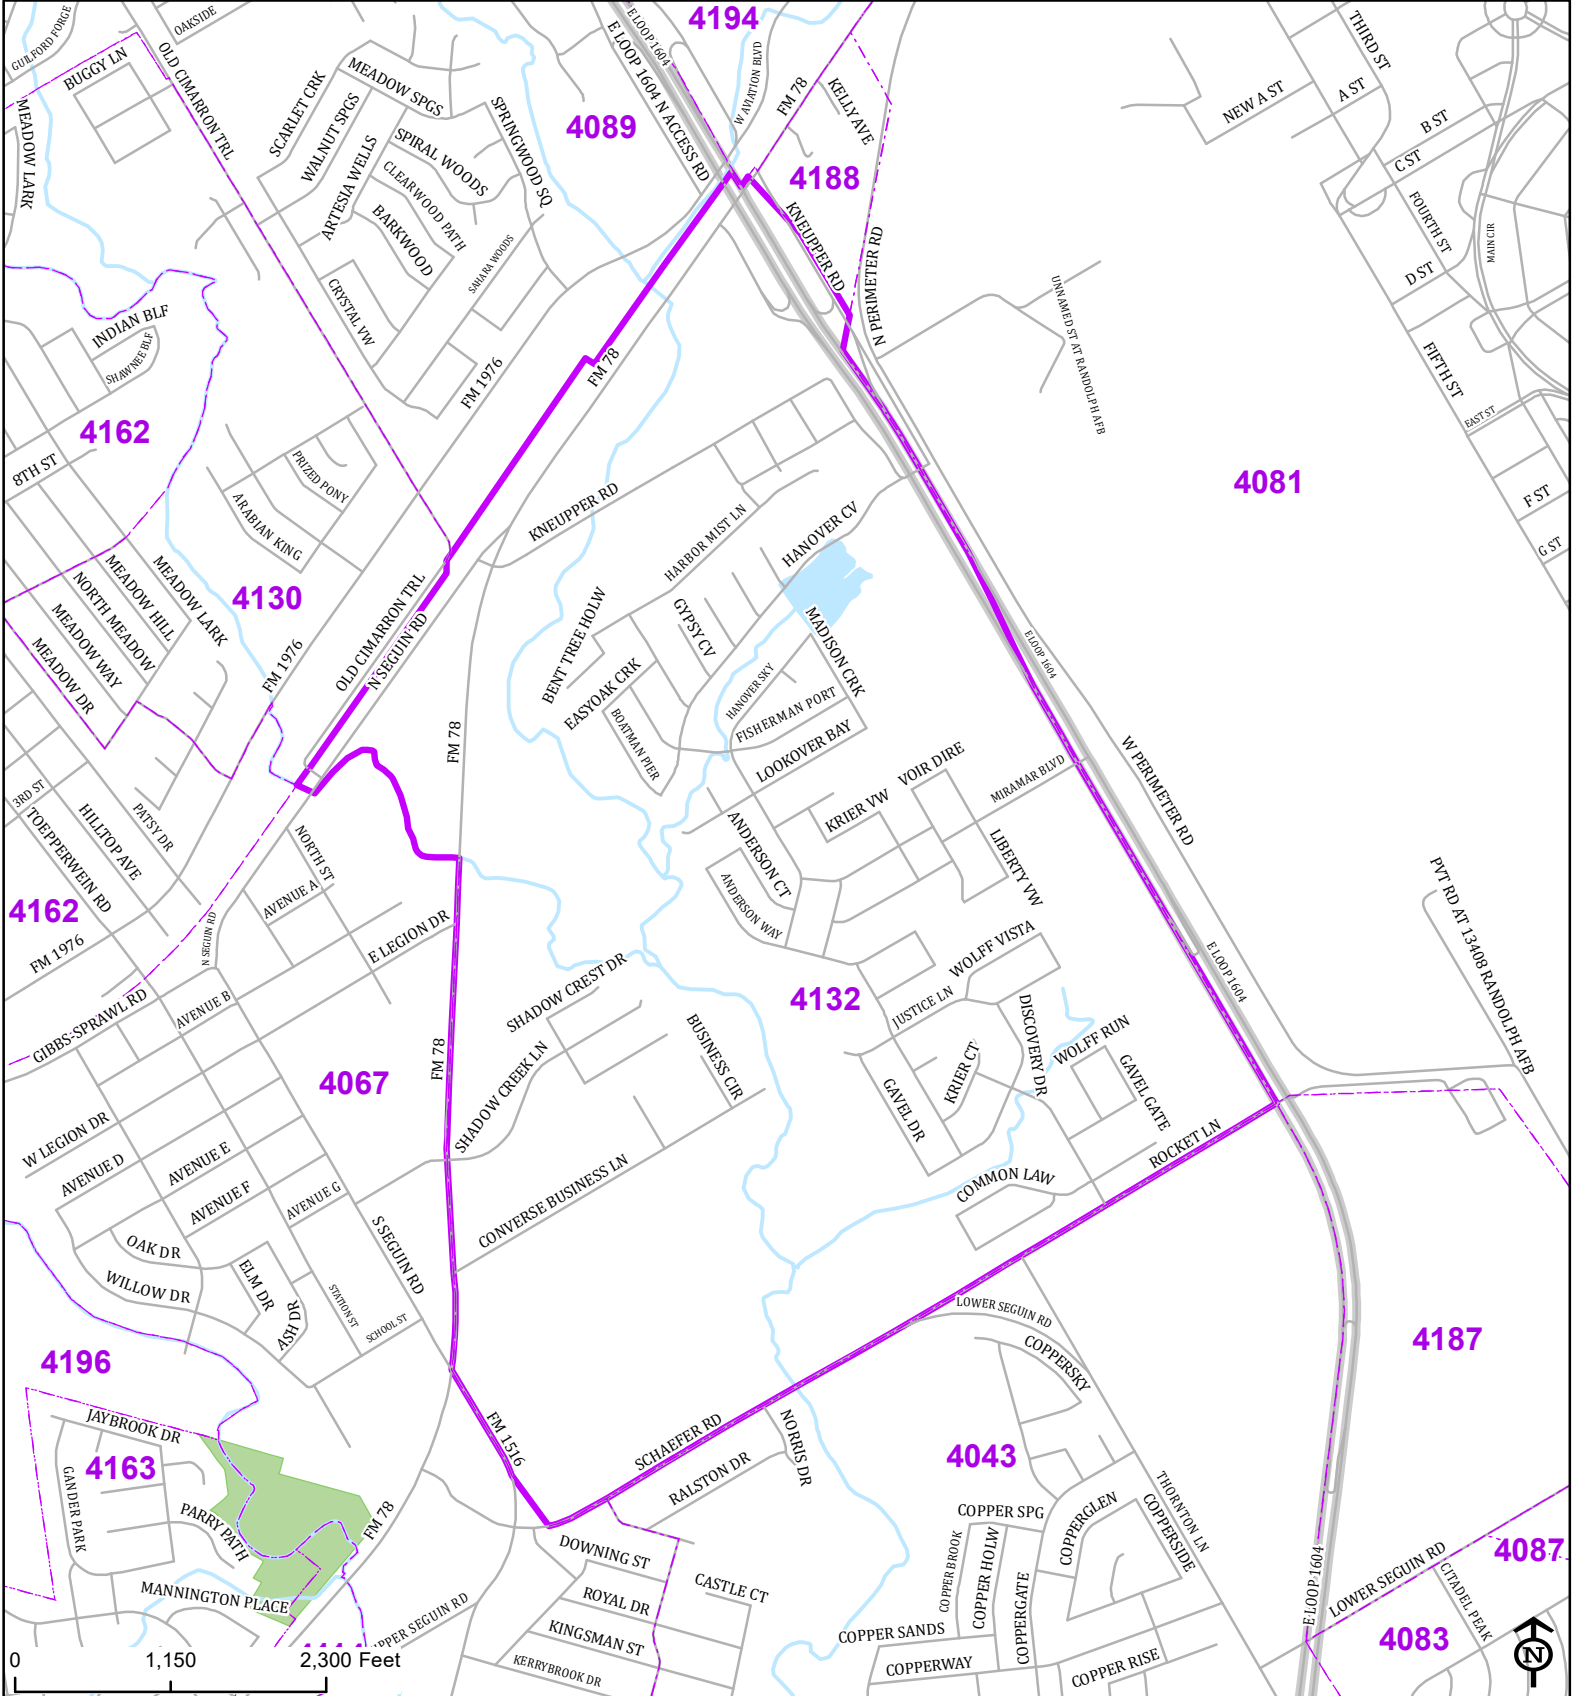 4194
GUILFORD FORGE
OAKSIDE
BUGGY LN
OLD CIMARRON TRL
MEADOW LARK
SCARLET CRK
MEADOW SPGS
WALNUT SPGS
ARTESIA WELLS
SPIRAL WOODS
CLEARWOOD PATH
BARKWOOD
SPRINGWOOD SQ
SAHARA WOODS
CRYSTAL VW
4089
E LOOP 1604
E LOOP 1604 N ACCESS RD
W AVIATION BLVD
FM 78
KELLY AVE
4188
KNEUPPER RD
N PERIMETER RD
THIRD ST
NEW A ST
A ST
B ST
C ST
FOURTH ST
MAIN CIR
D ST
FIFTH ST
EAST ST
F ST
G ST
UNNAMED ST AT RANDOLPH AFB
4081
INDIAN BLF
SHAWNEE BLF
4162
8TH ST
FM 1976
FM 78
PRIZED PONY
ARABIAN KING
KNEUPPER RD
HARBOR MIST LN
HANOVER CV
4130
MEADOW LARK
MEADOW HILL
NORTH MEADOW
MEADOW WAY
MEADOW DR
FM 1976
OLD CIMARRON TRL
N SEGUIN RD
BENT TREE HOLW
GYPSY CV
EASYOAK CRK
BOATMAN PIER
HANOVER SKY
MADISON CRK
FISHERMAN PORT
LOOKOVER BAY
E LOOP 1604
W PERIMETER RD
FM 78
VOIR DIRE
MIRAMAR BLVD
KRIER VW
LIBERTY VW
3RD ST
TOEPPERWEIN RD
HILLTOP AVE
PATSY DR
NORTH ST
AVENUE A
4162
FM 1976
N SEGUIN RD
E LEGION DR
ANDERSON CT
ANDERSON WAY
PVT RD AT 13408 RANDOLPH AFB
GIBBS-SPRAWL RD
AVENUE B
SHADOW CREST DR
4132
WOLFF VISTA
JUSTICE LN
E LOOP 1604
4067
FM 78
SHADOW CREEK LN
BUSINESS CIR
DISCOVERY DR
WOLFF RUN
KRIER CT
GAVEL DR
GAVEL GATE
W LEGION DR
AVENUE D
AVENUE E
AVENUE F
AVENUE G
CONVERSE BUSINESS LN
ROCKET LN
COMMON LAW
S SEGUIN RD
OAK DR
WILLOW DR
ELM DR
ASH DR
STATION ST
SCHOOL ST
LOWER SEGUIN RD
COPPERSKY
4187
4196
JAYBROOK DR
4163
GANDER PARK
PARRY PATH
MANNINGTON PLACE
FM 78
FM 1516
SCHAEFER RD
RALSTON DR
NORRIS DR
4043
THORNTON LN
COPPER SPG
COPPERGLEN
COPPERSIDE
COPPERBROOK
COPPER HOLW
COPPERGATE
COPPER SANDS
COPPERWAY
COPPER RISE
DOWNING ST
ROYAL DR
KINGSMAN ST
KERRYBROOK DR
CASTLE CT
E LOOP 1604
LOWER SEGUIN RD
CITADEL PEAK
4087
4083
PPER SEGUIN RD
0 1,150 2,300 Feet
N